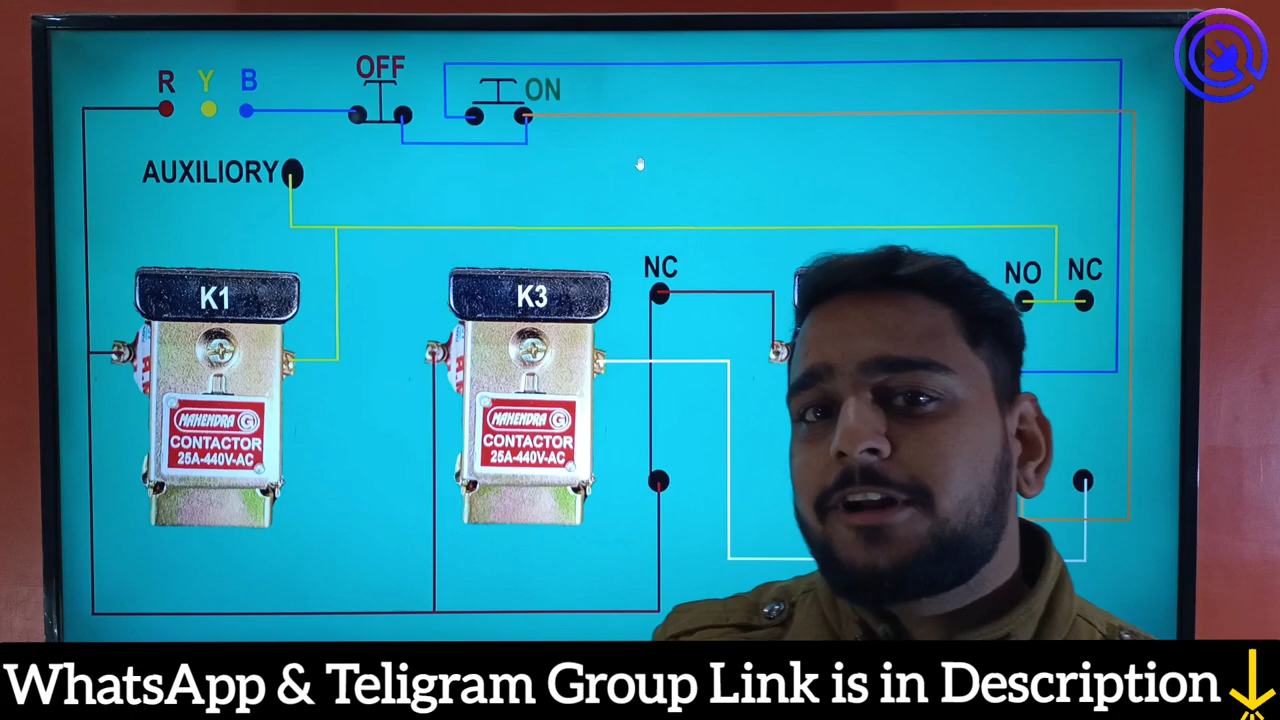 R Y B OFF ON
AUXILIORY
K1 K3 NC NO NC
MAHENDRA G
CONTACTOR
25A-440V-AC
MAHENDRA G
CONTACTOR
25A-440V-AC
WhatsApp & Teligram Group Link is in Description